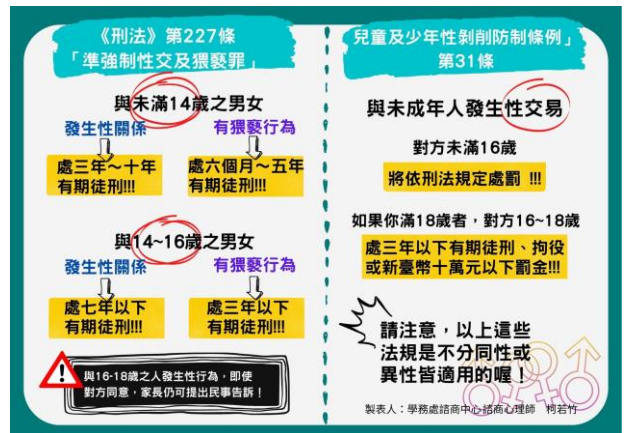 《刑法》第227條
「準強制性交及猥褻罪」
與未滿14歲之男女
發生性關係
有猥褻行為
處三年～十年
有期徒刑!!!
處六個月～五年
有期徒刑!!!
與14~16歲之男女
發生性關係
有猥褻行為
處七年以下
有期徒刑!!!
處三年以下
有期徒刑!!!
與16-18歲之人發生性行為，即使
對方同意，家長仍可提出民事告訴！
兒童及少年性剝削防制條例」
第31條
與未成年人發生性交易
對方未滿16歲
將依刑法規定處罰 !!!
如果你滿18歲者，對方16~18歲
處三年以下有期徒刑、拘役
或新臺幣十萬元以下罰金!!!
請注意，以上這些
法規是不分同性或
異性皆適用的喔！
製表人：學務處諮商中心諮商心理師 柯若竹